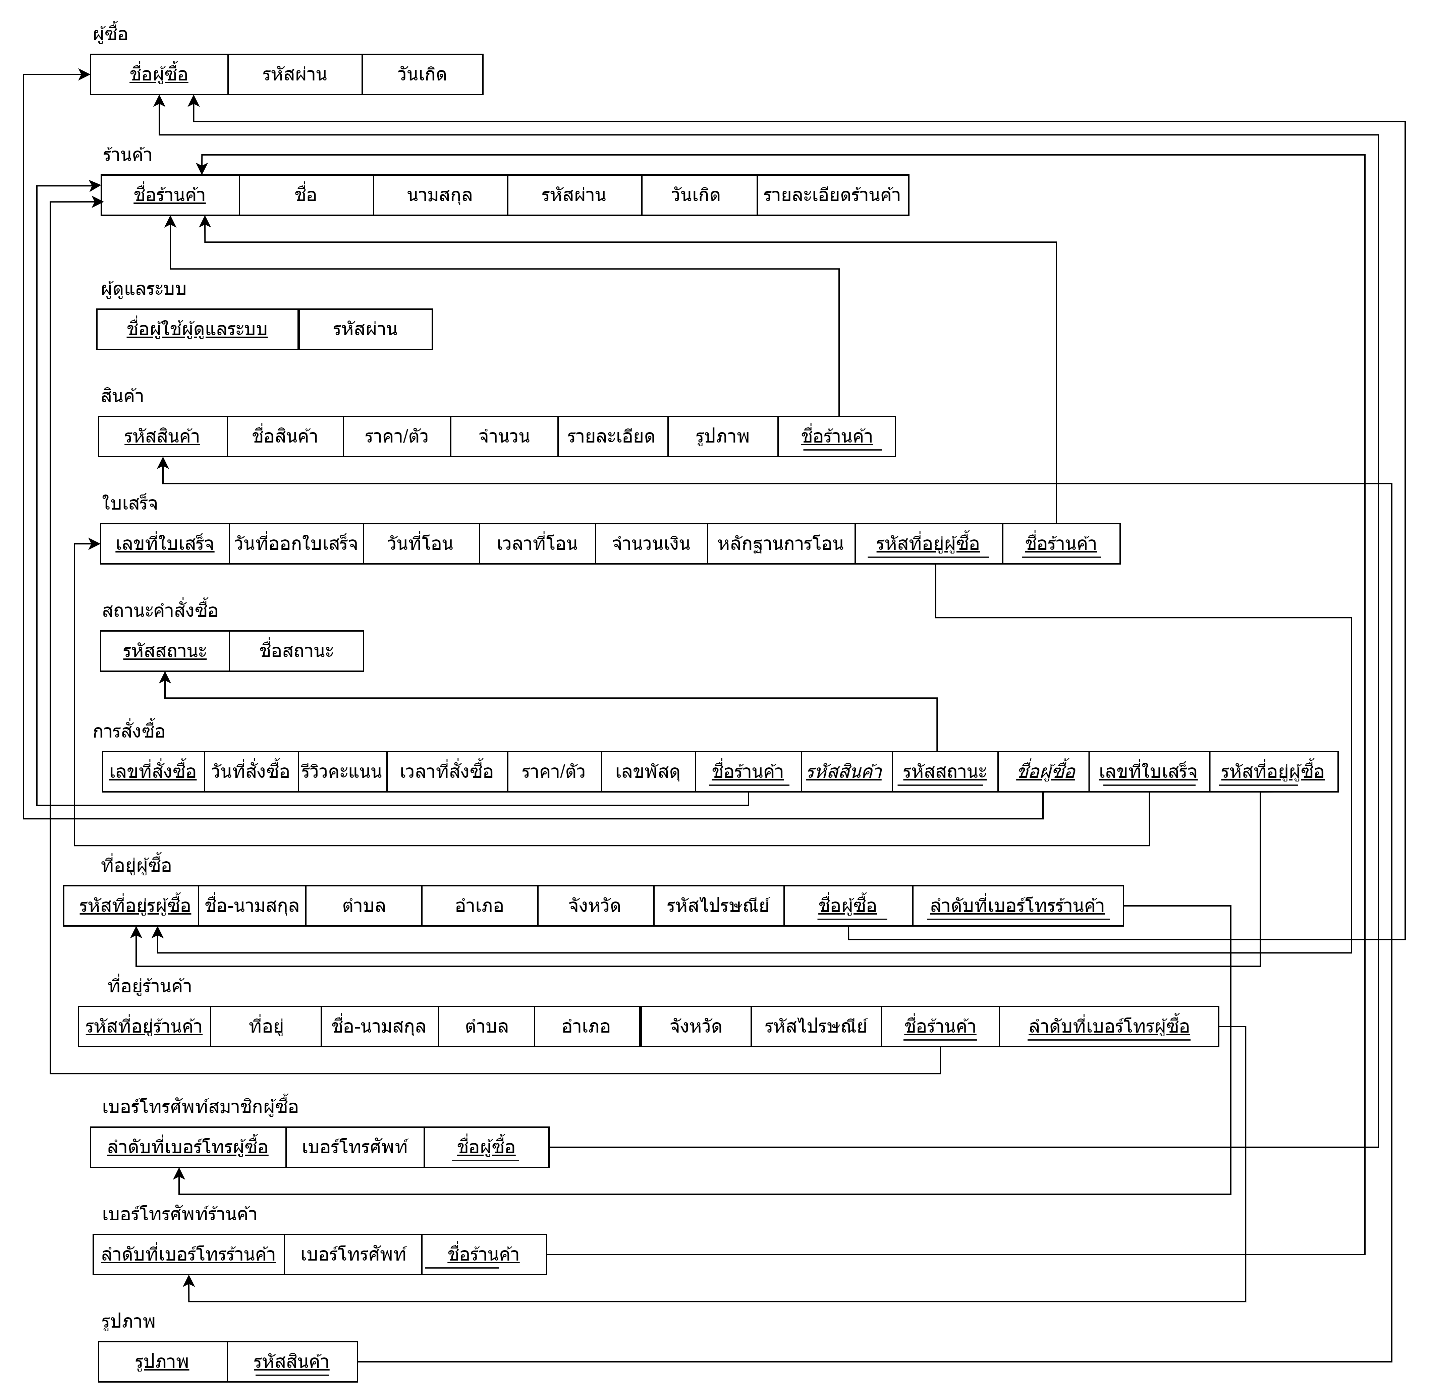 ผู้ซื้อ
ชื่อผู้ซื้อ รหัสผ่าน วันเกิด
ร้านค้า
ชื่อร้านค้า ชื่อ นามสกุล รหัสผ่าน วันเกิด รายละเอียดร้านค้า
ผู้ดูแลระบบ
ชื่อผู้ใช้ผู้ดูแลระบบ รหัสผ่าน
สินค้า
รหัสสินค้า ชื่อสินค้า ราคา/ตัว จำนวน รายละเอียด รูปภาพ ชื่อร้านค้า
ใบเสร็จ
เลขที่ใบเสร็จ วันที่ออกใบเสร็จ วันที่โอน เวลาที่โอน จำนวนเงิน หลักฐานการโอน รหัสที่อยู่ผู้ซื้อ ชื่อร้านค้า
สถานะคำสั่งซื้อ
รหัสสถานะ ชื่อสถานะ
การสั่งซื้อ
เลขที่สั่งซื้อ วันที่สั่งซื้อ รีวิวคะแนน เวลาที่สั่งซื้อ ราคา/ตัว เลขพัสดุ ชื่อร้านค้า รหัสสินค้า รหัสสถานะ ชื่อผู้ซื้อ เลขที่ใบเสร็จ รหัสที่อยู่ผู้ซื้อ
ที่อยู่ผู้ซื้อ
รหัสที่อยู่รผู้ซื้อ ชื่อ-นามสกุล ตำบล อำเภอ จังหวัด รหัสไปรษณีย์ ชื่อผู้ซื้อ ลำดับที่เบอร์โทรร้านค้า
ที่อยู่ร้านค้า
รหัสที่อยู่ร้านค้า ที่อยู่ ชื่อ-นามสกุล ตำบล อำเภอ จังหวัด รหัสไปรษณีย์ ชื่อร้านค้า ลำดับที่เบอร์โทรผู้ซื้อ
เบอร์โทรศัพท์สมาชิกผู้ซื้อ
ลำดับที่เบอร์โทรผู้ซื้อ เบอร์โทรศัพท์ ชื่อผู้ซื้อ
เบอร์โทรศัพท์ร้านค้า
ลำดับที่เบอร์โทรร้านค้า เบอร์โทรศัพท์ ชื่อร้านค้า
รูปภาพ
รูปภาพ รหัสสินค้า